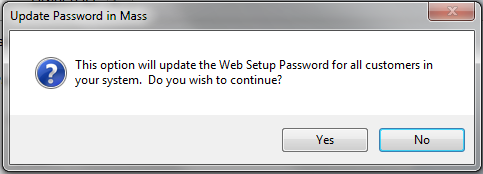 Update Password in Mass
This option will update the Web Setup Password for all customers in
your system.  Do you wish to continue?
Yes
No